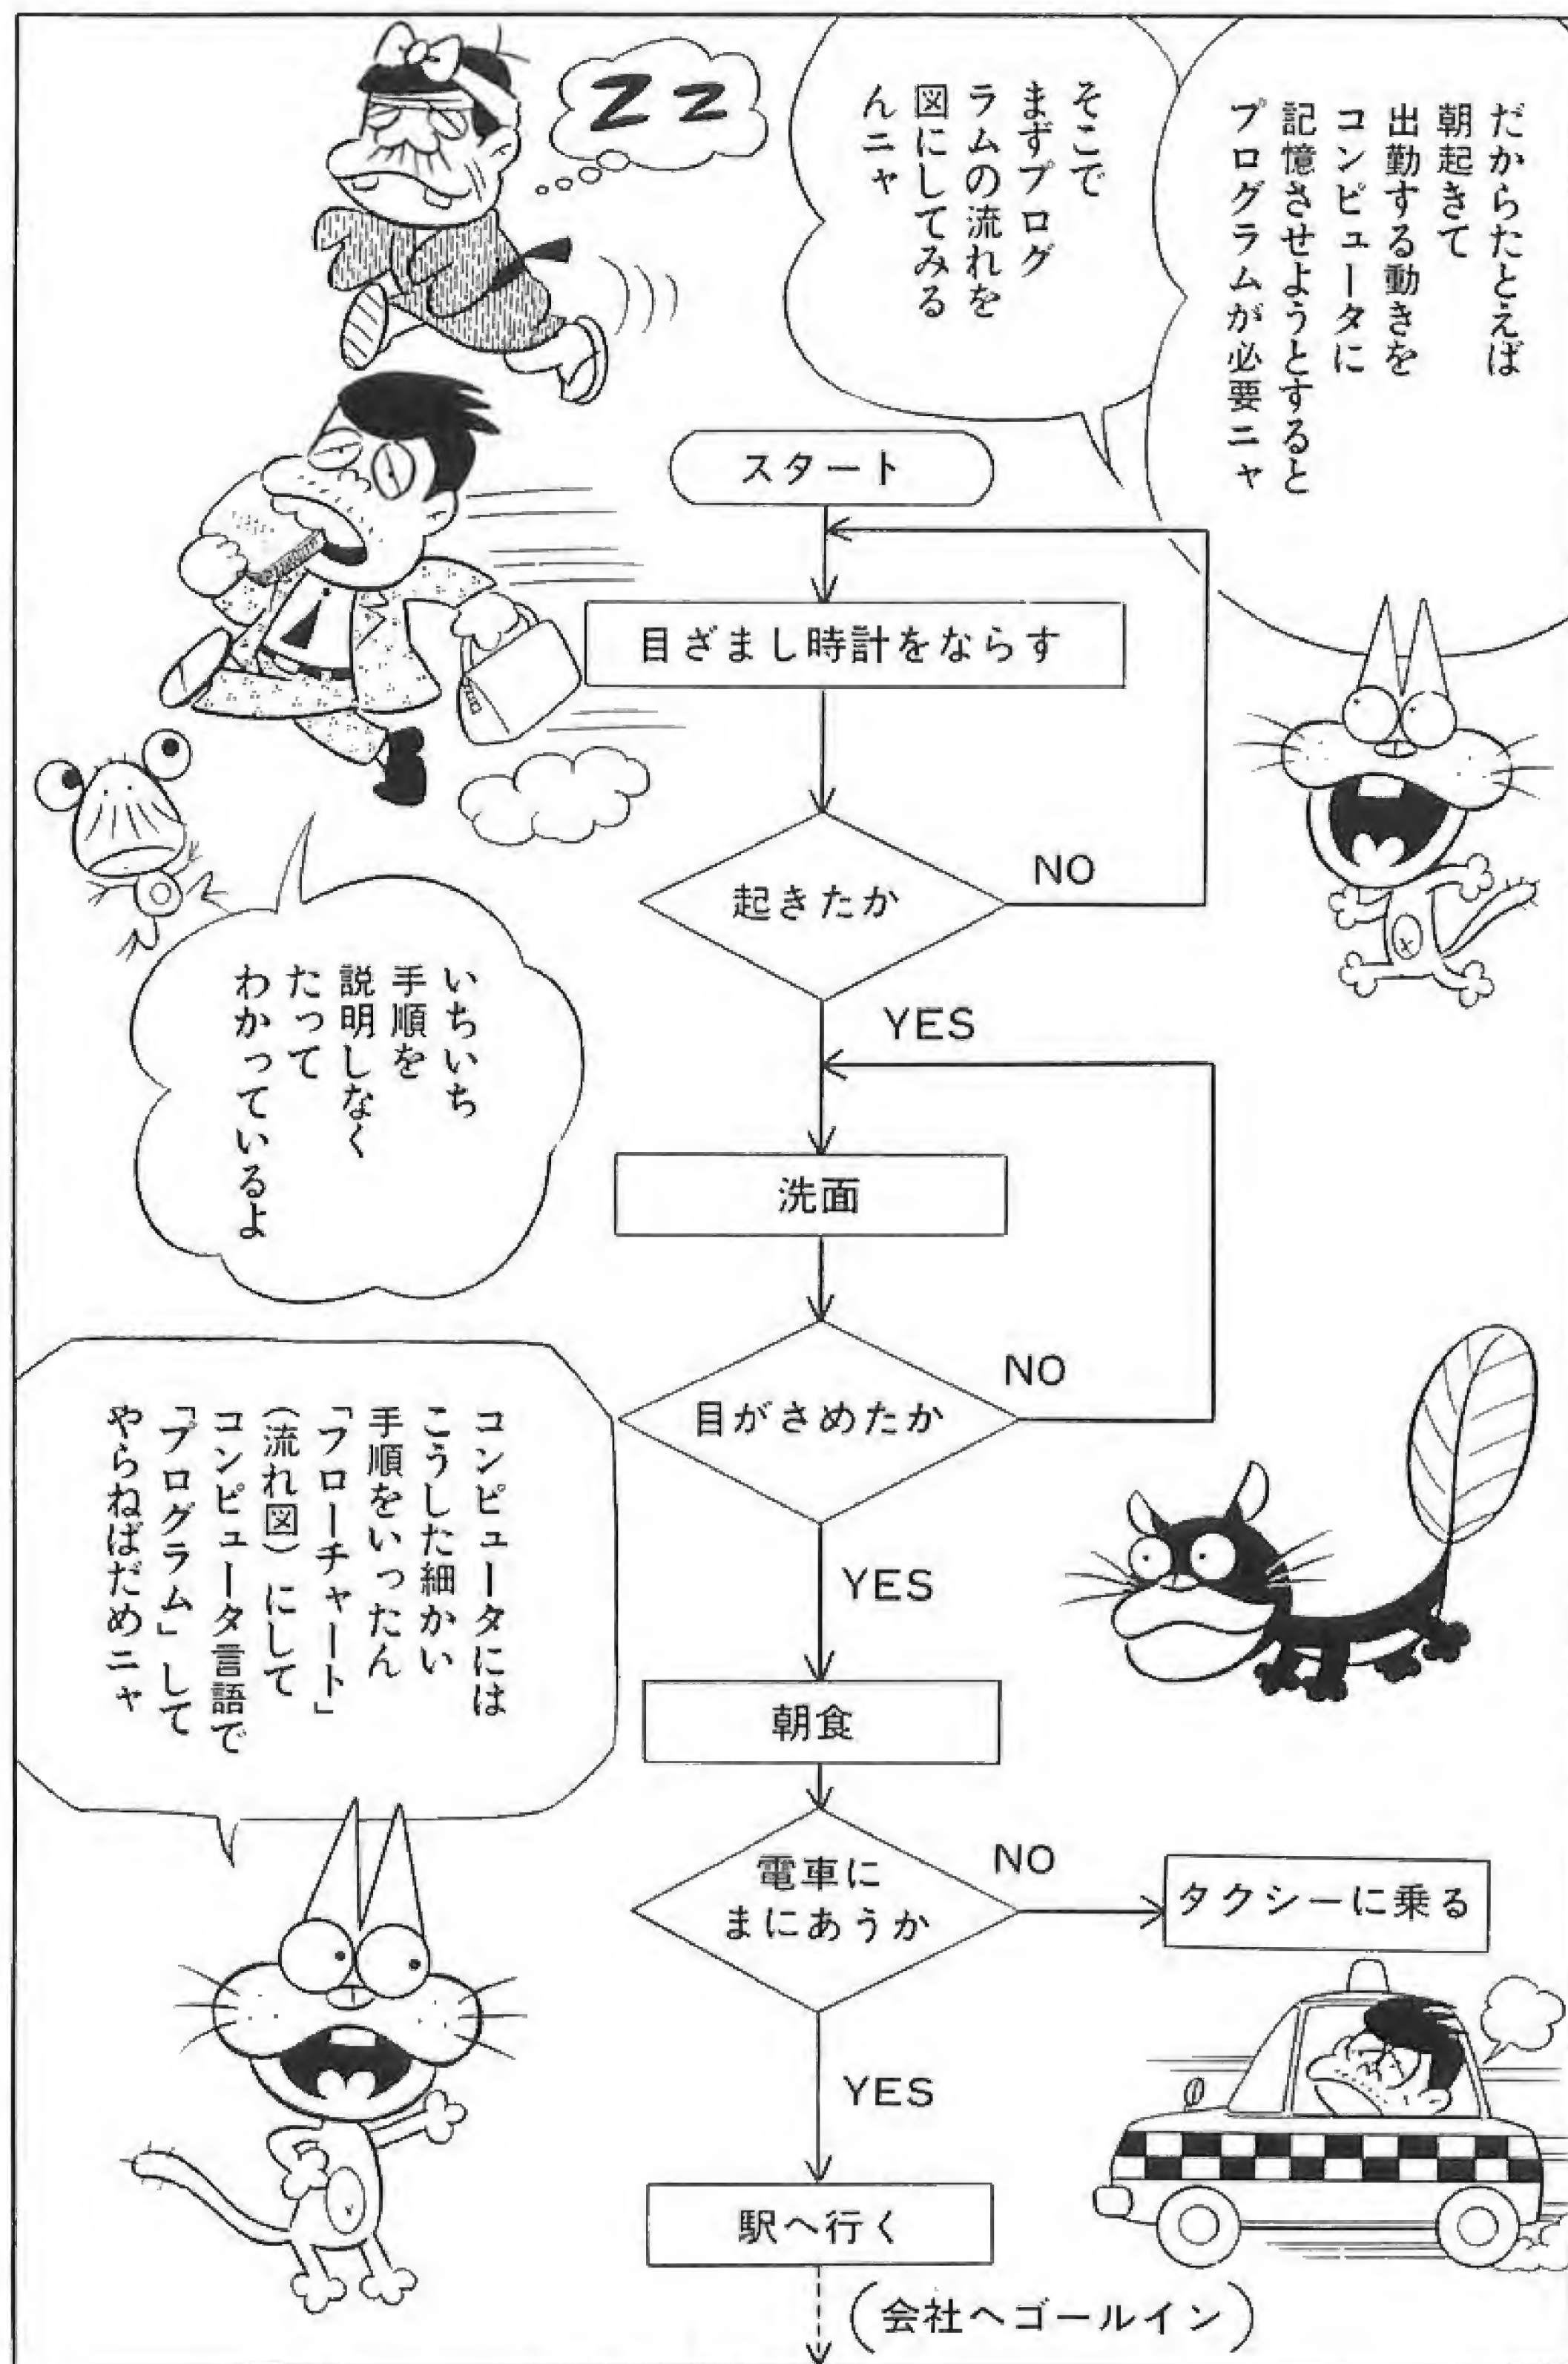 だからたとえば
朝起きて
出勤する動きを
コンピュータに
記憶させようとすると
プログラムが必要ニャ
そこで
まずプログ
ラムの流れを
図にしてみる
んニャ
ZZ
スタート
目ざまし時計をならす
起きたか
NO
YES
いちいち
手順を
説明しなく
たって
わかっているよ
洗面
目がさめたか
NO
YES
コンピュータには
こうした細かい
手順をいったん
「フローチャート」
(流れ図)にして
コンピュータ言語で
「プログラム」して
やらねばだめニャ
朝食
電車に
まにあうか
NO
タクシーに乗る
YES
駅へ行く
(会社へゴールイン)